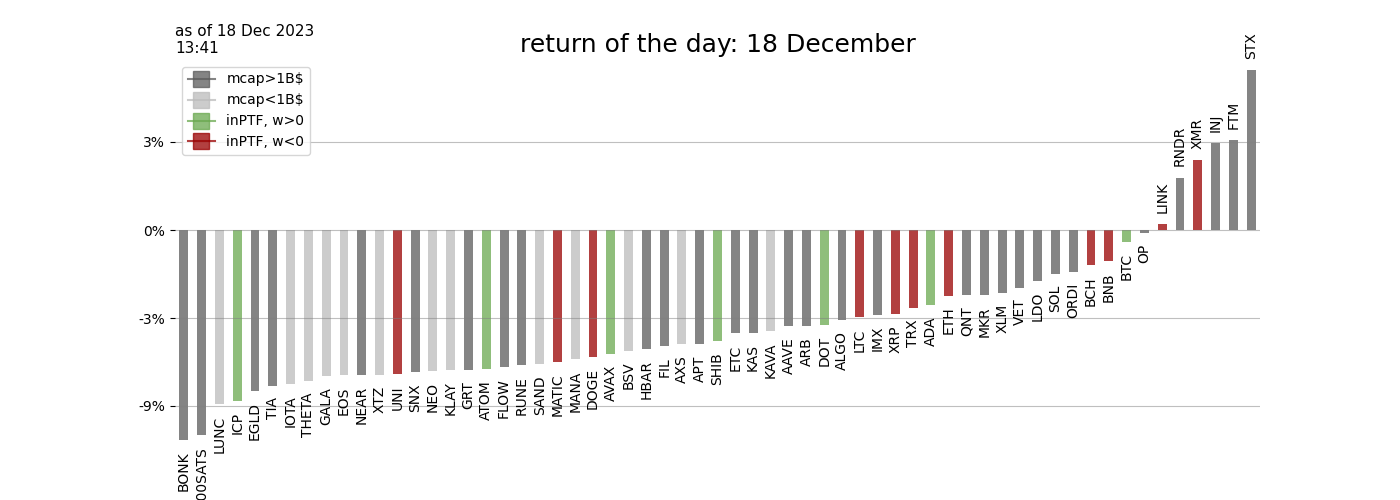 as of 18 Dec 2023
13:41
return of the day: 18 December
mcap>1B$
mcap<1B$
inPTF, w>0
inPTF, w<0
3%
0%
-3%
-9%
BONK
00SATS
LUNC
ICP
EGLD
TIA
IOTA
THETA
GALA
EOS
NEAR
XTZ
UNI
SNX
NEO
KLAY
GRT
ATOM
FLOW
RUNE
SAND
MATIC
MANA
DOGE
AVAX
BSV
HBAR
FIL
AXS
APT
SHIB
ETC
KAS
KAVA
AAVE
ARB
DOT
ALGO
LTC
IMX
XRP
TRX
ADA
ETH
QNT
MKR
XLM
VET
LDO
SOL
ORDI
BCH
BNB
BTC
OP
LINK
RNDR
XMR
INJ
FTM
STX